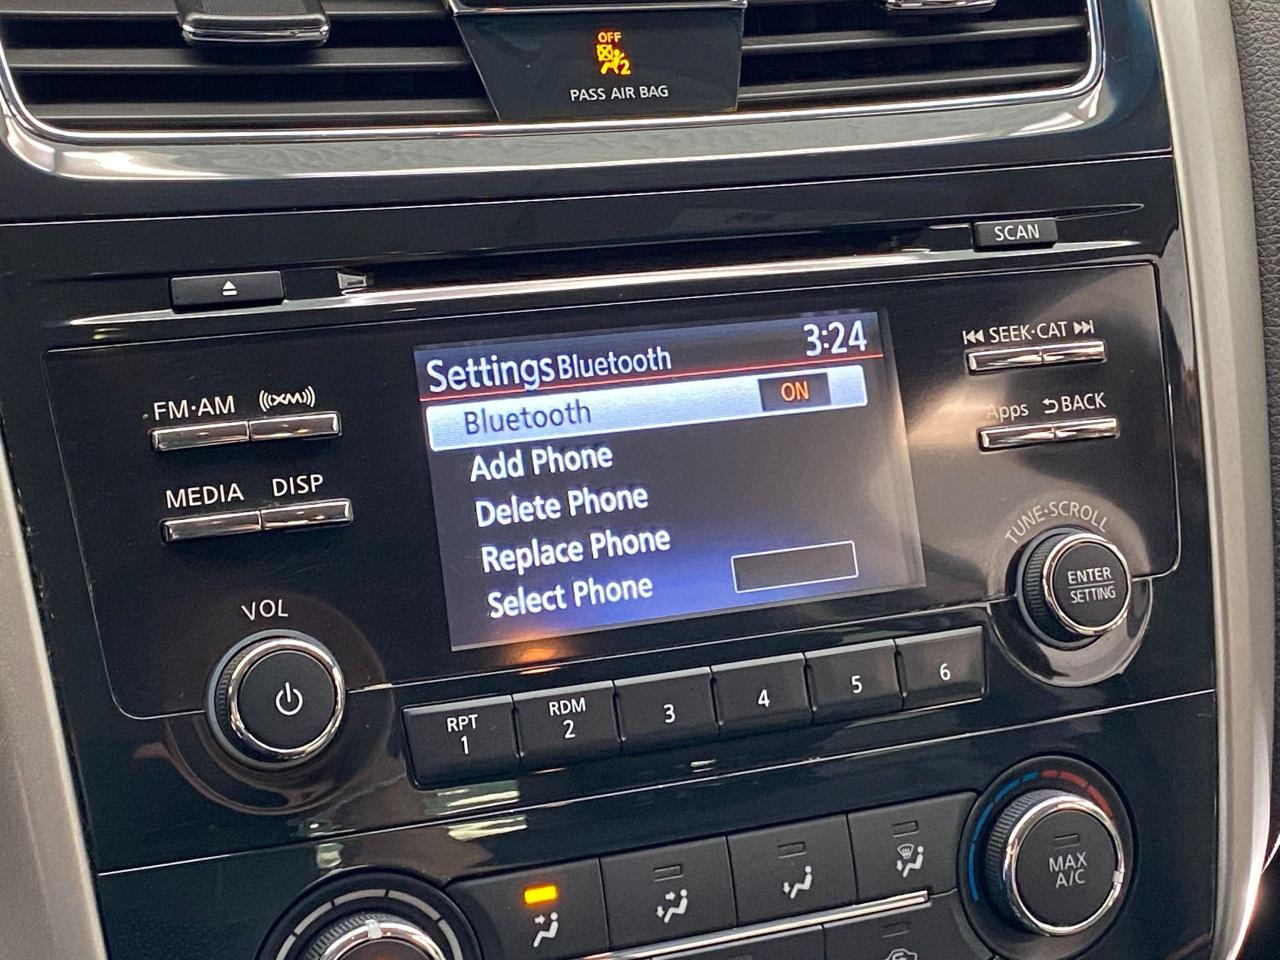 OFF
2
PASS AIR BAG
SCAN
FM·AM
((XM))
SEEK·CAT
Settings Bluetooth 3:24
Bluetooth ON
Add Phone
Delete Phone
Replace Phone
Select Phone
Apps BACK
MEDIA DISP
TUNE·SCROLL
ENTER
SETTING
VOL
RPT
1
RDM
2
3
4
5
6
MAX
A/C